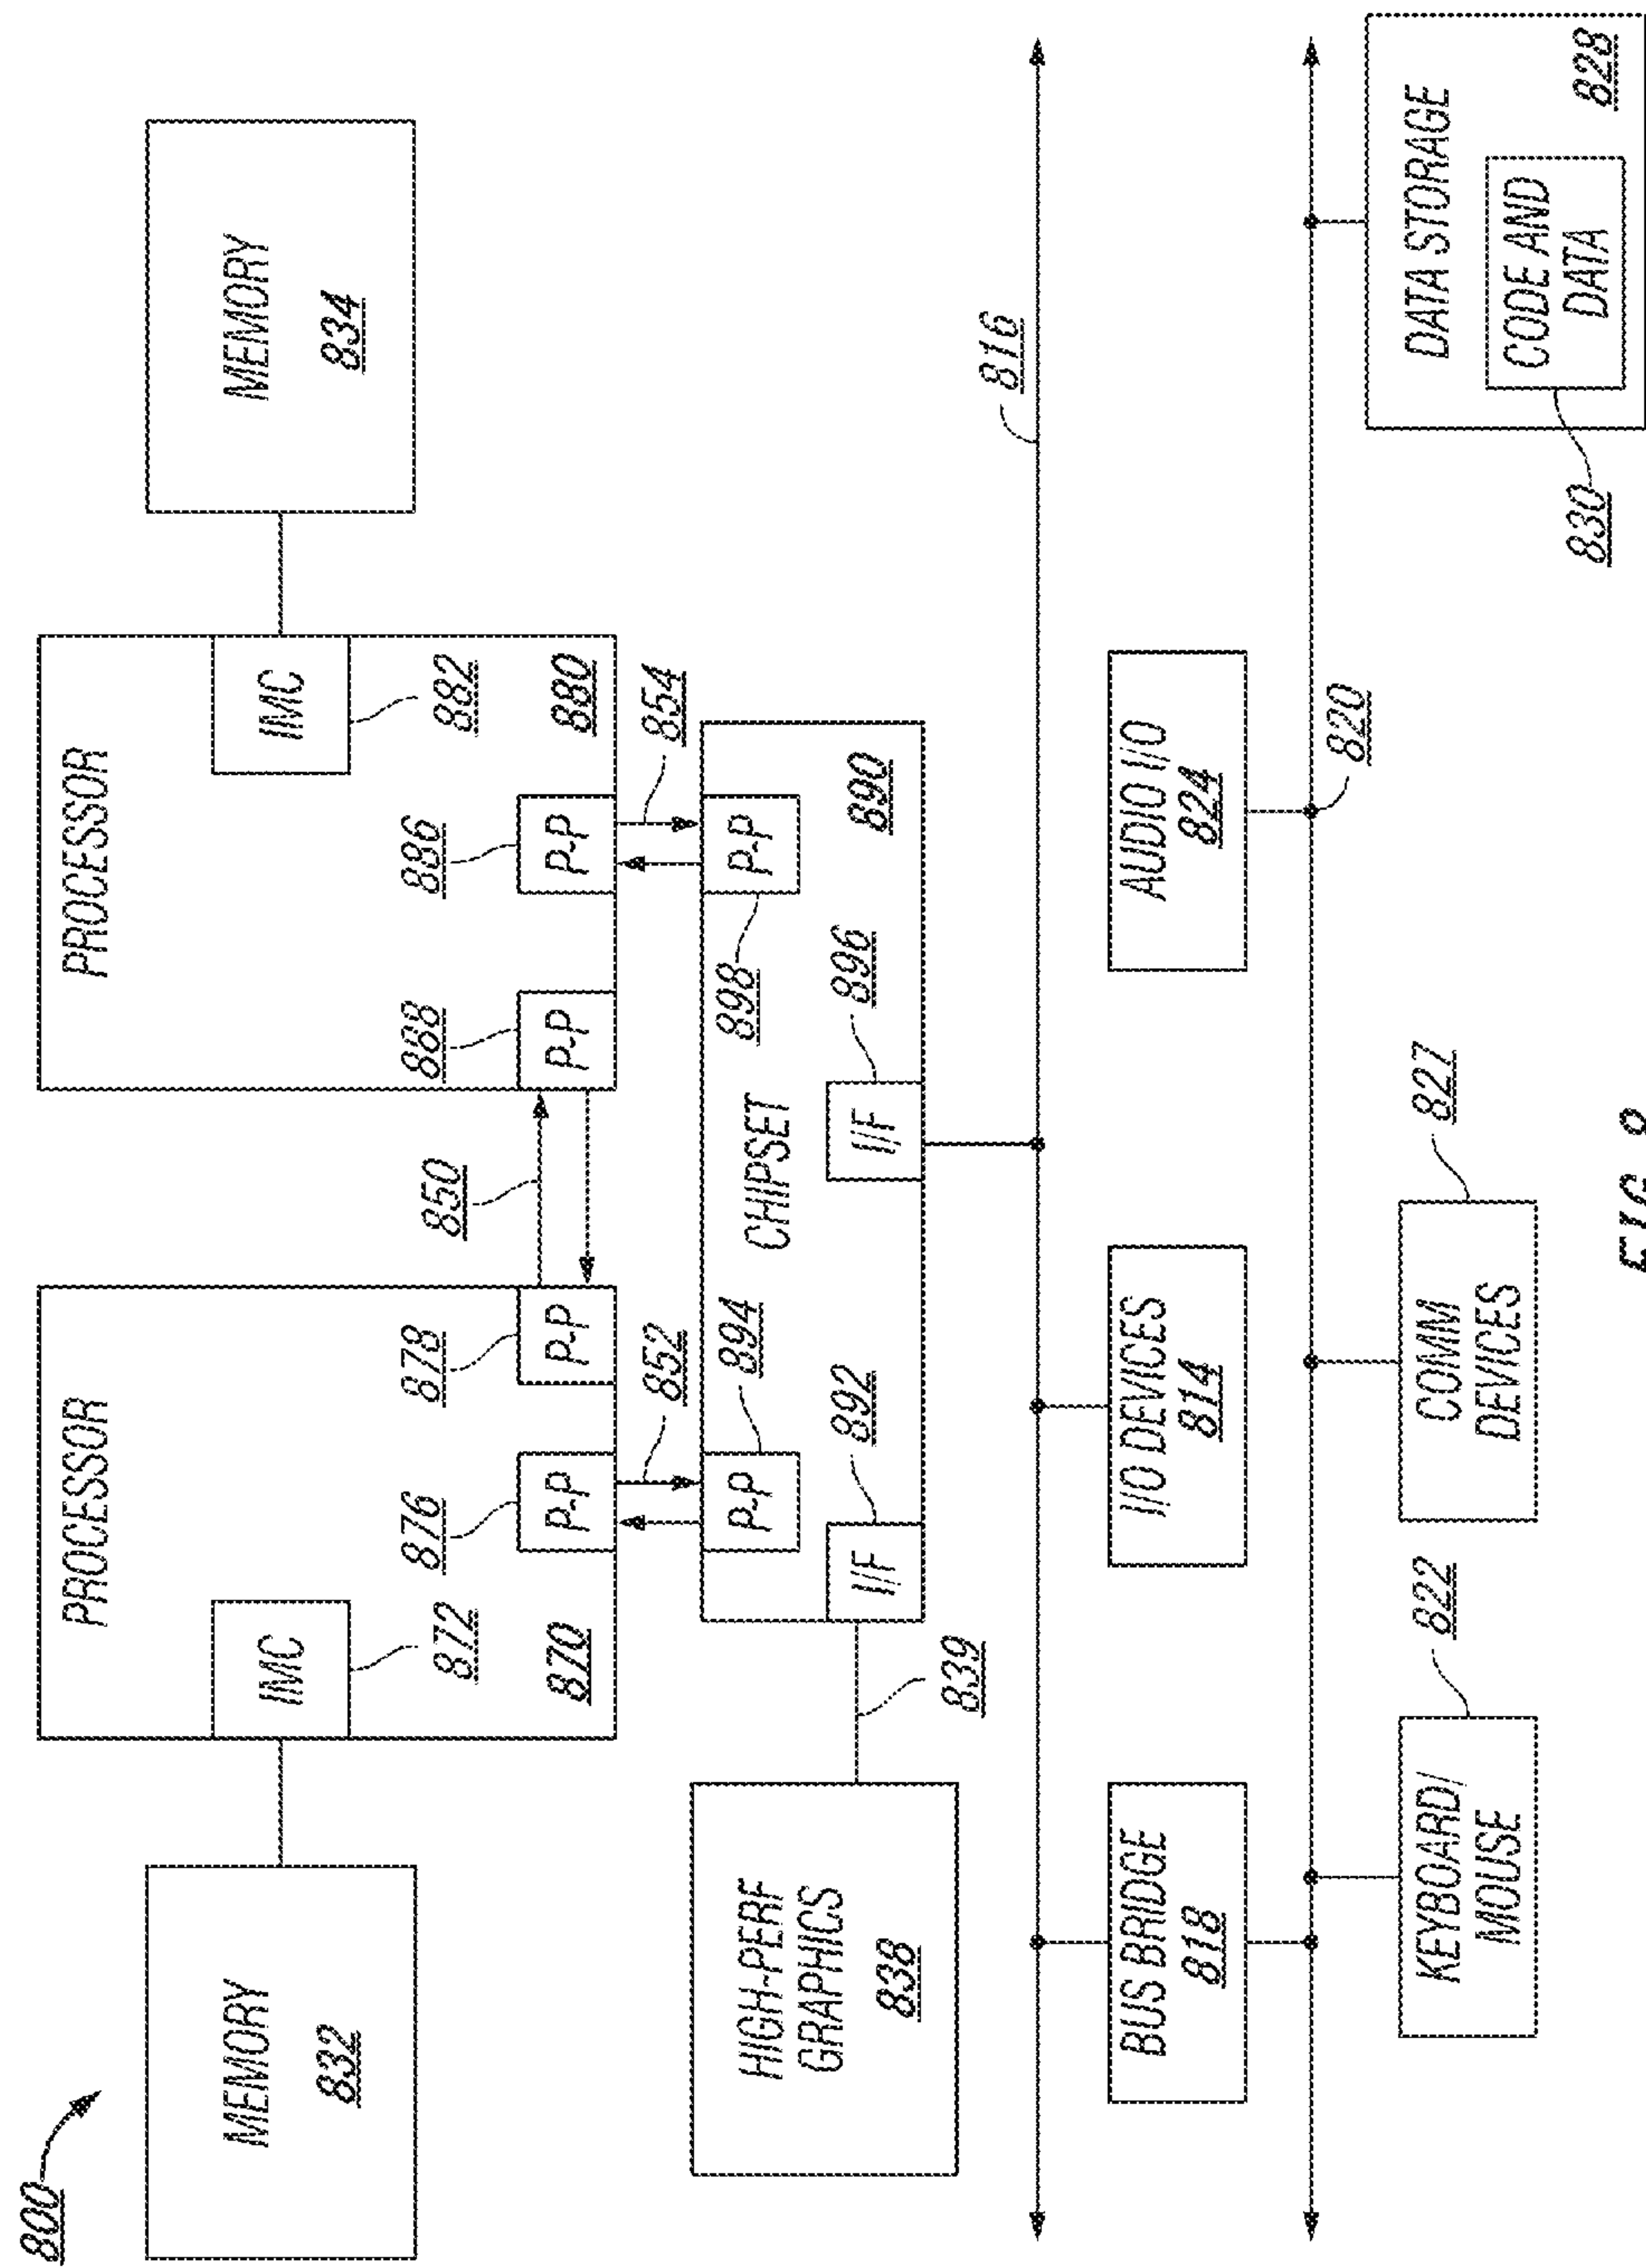 800
PROCESSOR
PROCESSOR
MEMORY
832
IMC
872
870
876
P-P
878
P-P
850
888
P-P
886
P-P
IMC
882
880
MEMORY
834
852
854
HIGH-PERF
GRAPHICS
838
839
P-P
894
I/F
892
CHIPSET
P-P
898
890
I/F
896
816
BUS BRIDGE
818
I/O DEVICES
814
AUDIO I/O
824
820
KEYBOARD/
MOUSE
822
COMM
DEVICES
827
DATA STORAGE
828
CODE AND
DATA
830